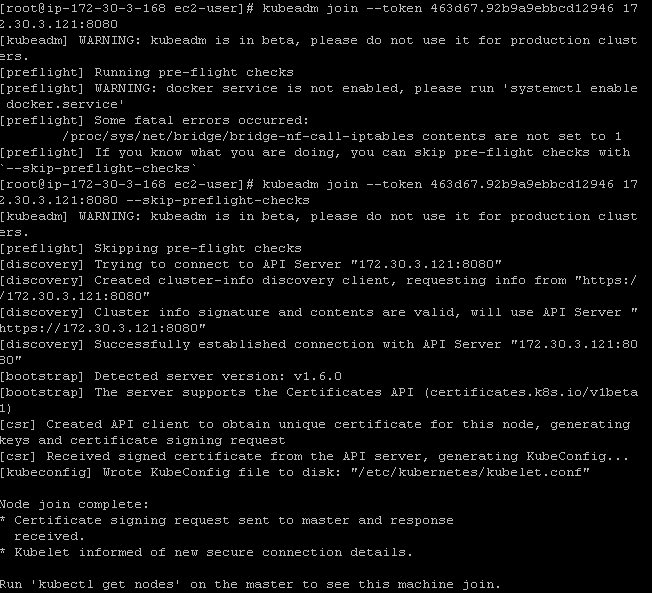 [root@ip-172-30-3-168 ec2-user]# kubeadm join --token 463d67.92b9a9ebbcd12946 17
2.30.3.121:8080
[kubeadm] WARNING: kubeadm is in beta, please do not use it for production clust
ers.
[preflight] Running pre-flight checks
[preflight] WARNING: docker service is not enabled, please run 'systemctl enable
 docker.service'
[preflight] Some fatal errors occurred:
        /proc/sys/net/bridge/bridge-nf-call-iptables contents are not set to 1
[preflight] If you know what you are doing, you can skip pre-flight checks with
`--skip-preflight-checks`
[root@ip-172-30-3-168 ec2-user]# kubeadm join --token 463d67.92b9a9ebbcd12946 17
2.30.3.121:8080 --skip-preflight-checks
[kubeadm] WARNING: kubeadm is in beta, please do not use it for production clust
ers.
[preflight] Skipping pre-flight checks
[discovery] Trying to connect to API Server "172.30.3.121:8080"
[discovery] Created cluster-info discovery client, requesting info from "https:/
/172.30.3.121:8080"
[discovery] Cluster info signature and contents are valid, will use API Server "
https://172.30.3.121:8080"
[discovery] Successfully established connection with API Server "172.30.3.121:80
80"
[bootstrap] Detected server version: v1.6.0
[bootstrap] The server supports the Certificates API (certificates.k8s.io/v1beta
1)
[csr] Created API client to obtain unique certificate for this node, generating
keys and certificate signing request
[csr] Received signed certificate from the API server, generating KubeConfig...
[kubeconfig] Wrote KubeConfig file to disk: "/etc/kubernetes/kubelet.conf"

Node join complete:
* Certificate signing request sent to master and response
  received.
* Kubelet informed of new secure connection details.

Run 'kubectl get nodes' on the master to see this machine join.